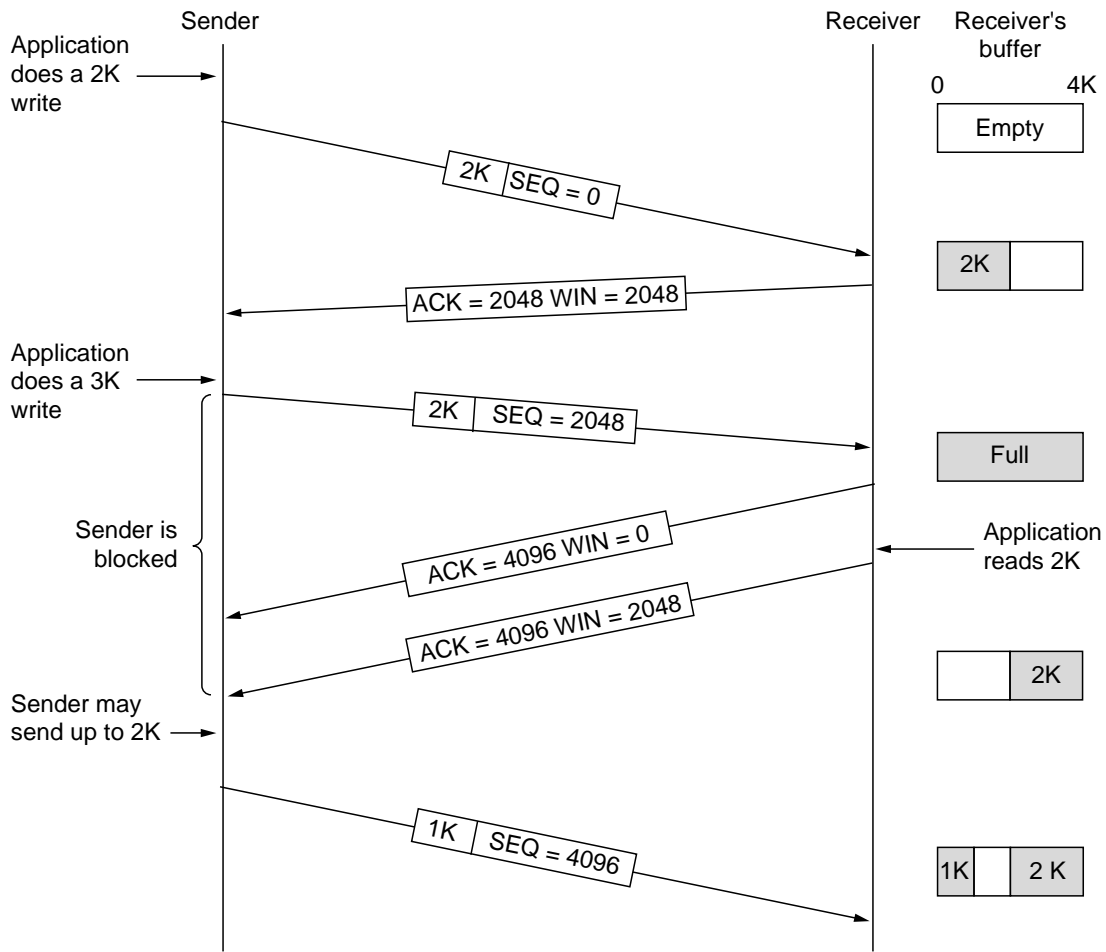 Sender
Receiver
Receiver's
buffer
Application
does a 2K
write
0 4K
Empty
2K SEQ = 0
2K
ACK = 2048 WIN = 2048
Application
does a 3K
write
2K SEQ = 2048
Full
Sender is
blocked
ACK = 4096 WIN = 0
Application
reads 2K
ACK = 4096 WIN = 2048
2K
Sender may
send up to 2K
1K SEQ = 4096
1K 2 K